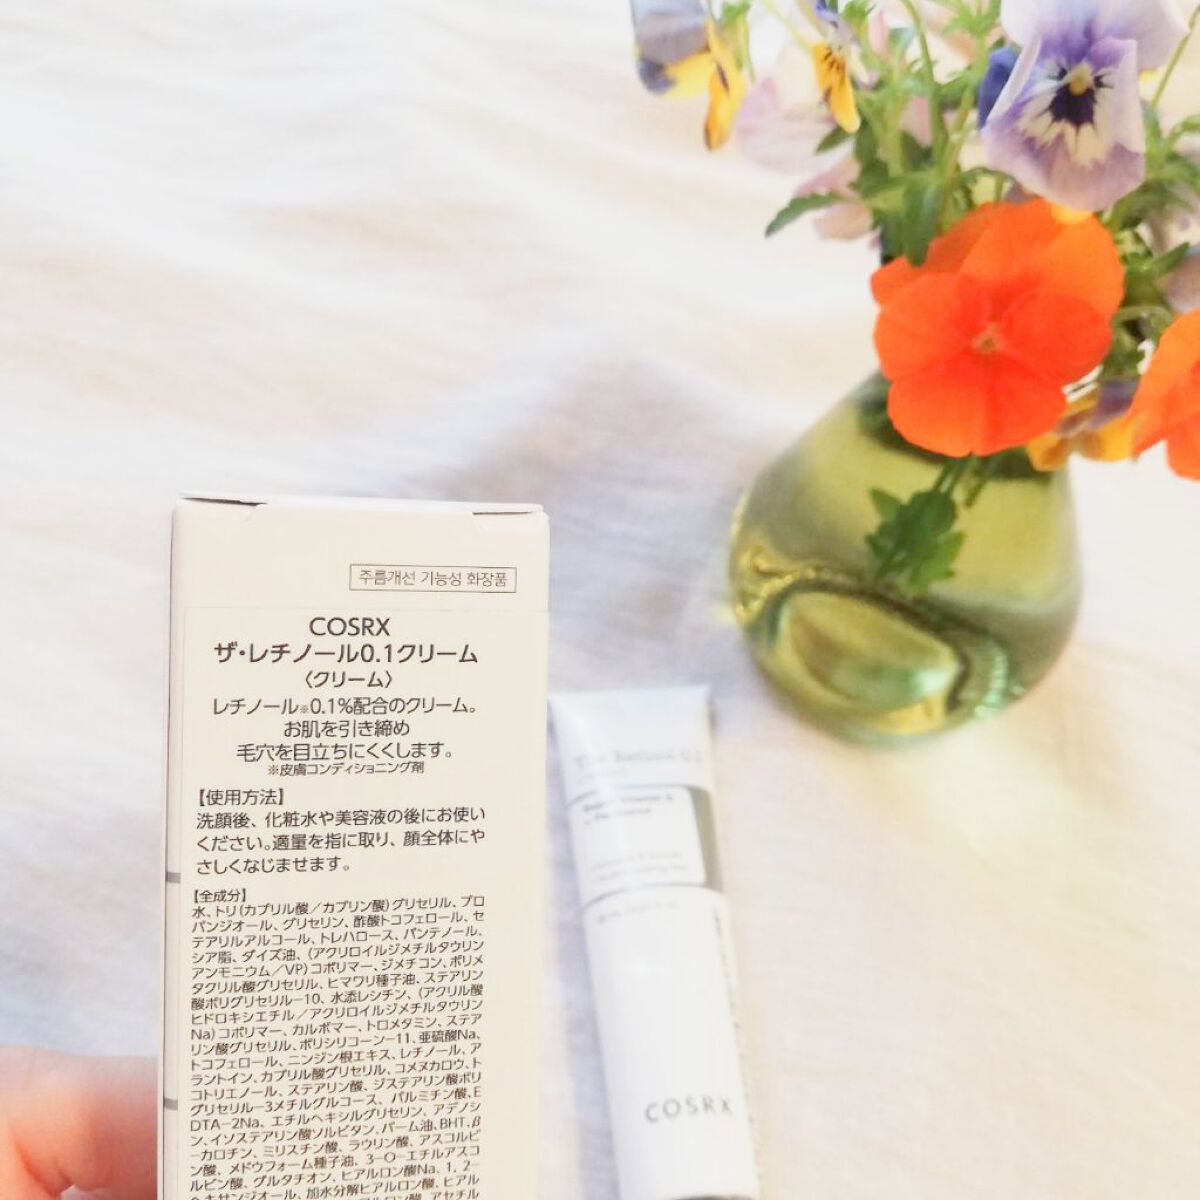 주름개선 기능성 화장품
COSRX
ザ・レチノール0.1クリーム
〈クリーム〉
レチノール※0.1%配合のクリーム。
お肌を引き締め
毛穴を目立ちにくくします。
※皮膚コンディショニング剤
【使用方法】
洗顔後、化粧水や美容液の後にお使い
ください。適量を指に取り、顔全体にや
さしくなじませます。
【全成分】
水、トリ(カプリル酸/カプリン酸)グリセリル、プロ
パンジオール、グリセリン、酢酸トコフェロール、セ
テアリルアルコール、トレハロース、パンテノール、
シア脂、ダイズ油、(アクリロイルジメチルタウリン
アンモニウム/VP)コポリマー、ジメチコン、ポリメ
タクリル酸グリセリル、ヒマワリ種子油、ステアリン
酸ポリグリセリル-10、水添レシチン、(アクリル酸
ヒドロキシエチル/アクリロイルジメチルタウリン
Na)コポリマー、カルボマー、トロメタミン、ステア
リン酸グリセリル、ポリシリコーン-11、亜硫酸Na、
トコフェロール、ニンジン根エキス、レチノール、ア
ラントイン、カプリル酸グリセリル、コメヌカロウ、ト
コトリエノール、ステアリン酸、ジステアリン酸ポリ
グリセリル-3メチルグルコース、パルミチン酸、E
DTA-2Na、エチルヘキシルグリセリン、アデノシ
ン、イソステアリン酸ソルビタン、パーム油、BHT、β
-カロチン、ミリスチン酸、ラウリン酸、アスコルビ
ン酸、メドウフォーム種子油、3-O-エチルアスコ
ルビン酸、グルタチオン、ヒアルロン酸Na、1,2-
ヘキサンジオール、加水分解ヒアルロン酸、ヒアル
The Retinol 0.1
COSRX